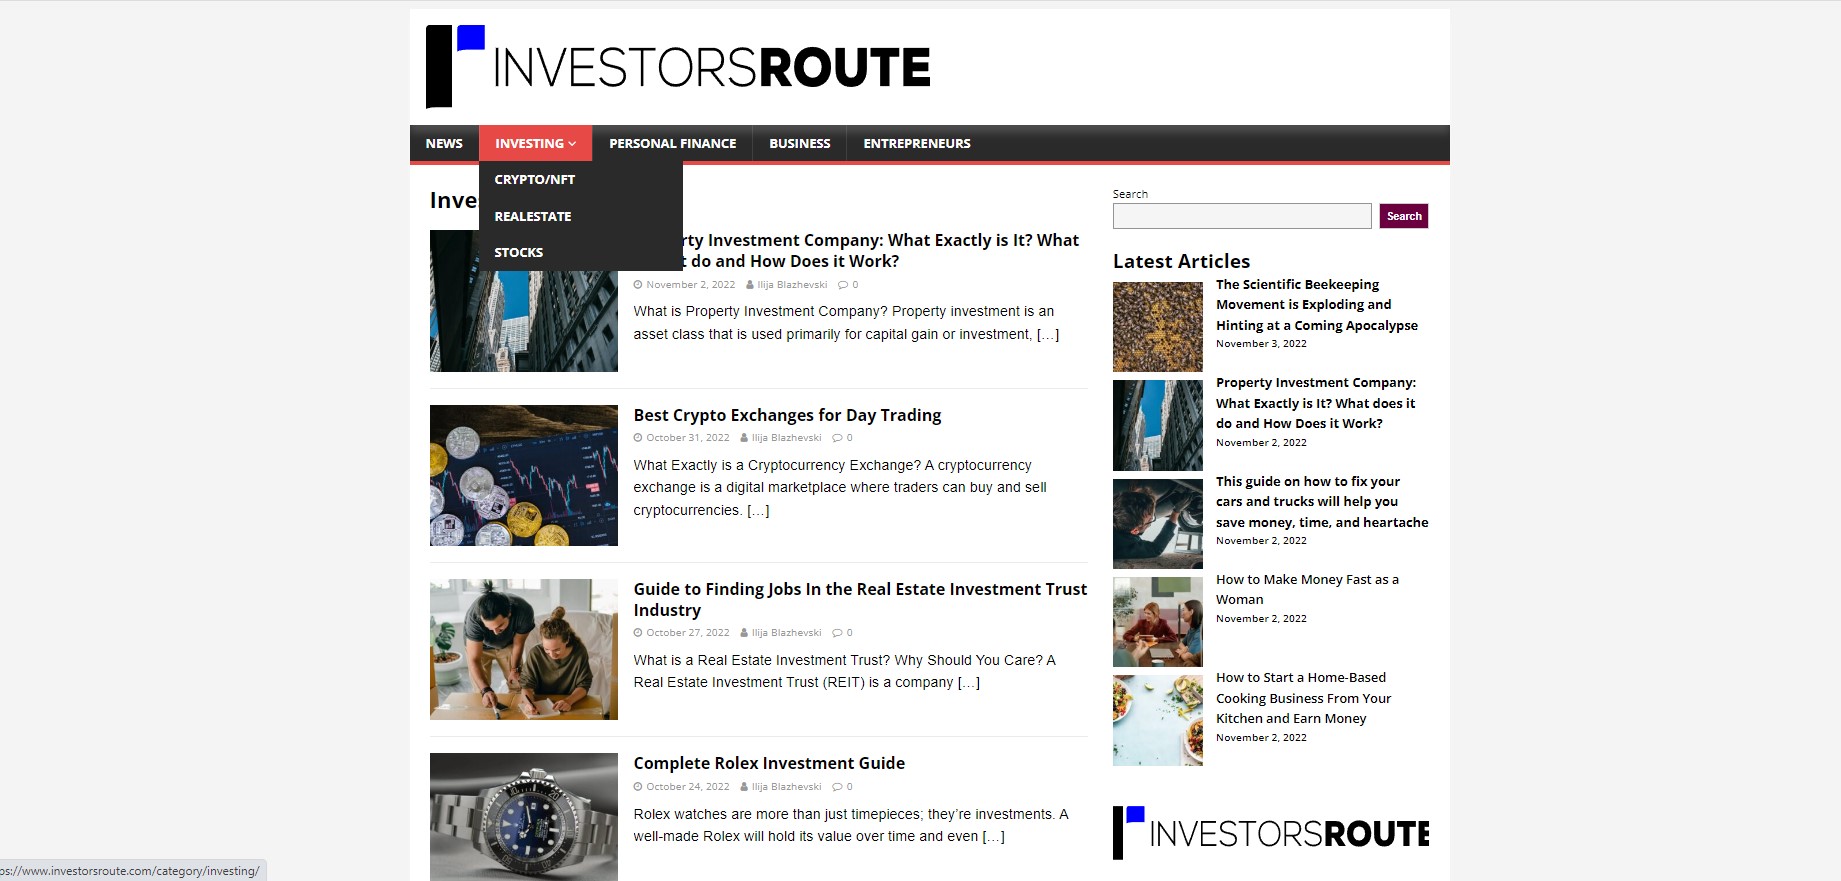 INVESTORSROUTE
NEWS
INVESTING
PERSONAL FINANCE
BUSINESS
ENTREPRENEURS
CRYPTO/NFT
REALESTATE
STOCKS
Investment Company: What Exactly is It? What
do and How Does it Work?
November 2, 2022 Ilija Blazhevski 0
What is Property Investment Company? Property investment is an
asset class that is used primarily for capital gain or investment, […]
Best Crypto Exchanges for Day Trading
October 31, 2022 Ilija Blazhevski 0
What Exactly is a Cryptocurrency Exchange? A cryptocurrency
exchange is a digital marketplace where traders can buy and sell
cryptocurrencies. […]
Guide to Finding Jobs In the Real Estate Investment Trust
Industry
October 27, 2022 Ilija Blazhevski 0
What is a Real Estate Investment Trust? Why Should You Care? A
Real Estate Investment Trust (REIT) is a company […]
Complete Rolex Investment Guide
October 24, 2022 Ilija Blazhevski 0
Rolex watches are more than just timepieces; they’re investments. A
well-made Rolex will hold its value over time and even […]
Search
Search
Latest Articles
The Scientific Beekeeping
Movement is Exploding and
Hinting at a Coming Apocalypse
November 3, 2022
Property Investment Company:
What Exactly is It? What does it
do and How Does it Work?
November 2, 2022
This guide on how to fix your
cars and trucks will help you
save money, time, and heartache
November 2, 2022
How to Make Money Fast as a
Woman
November 2, 2022
How to Start a Home-Based
Cooking Business From Your
Kitchen and Earn Money
November 2, 2022
INVESTORSROUTE
ps://www.investorsroute.com/category/investing/